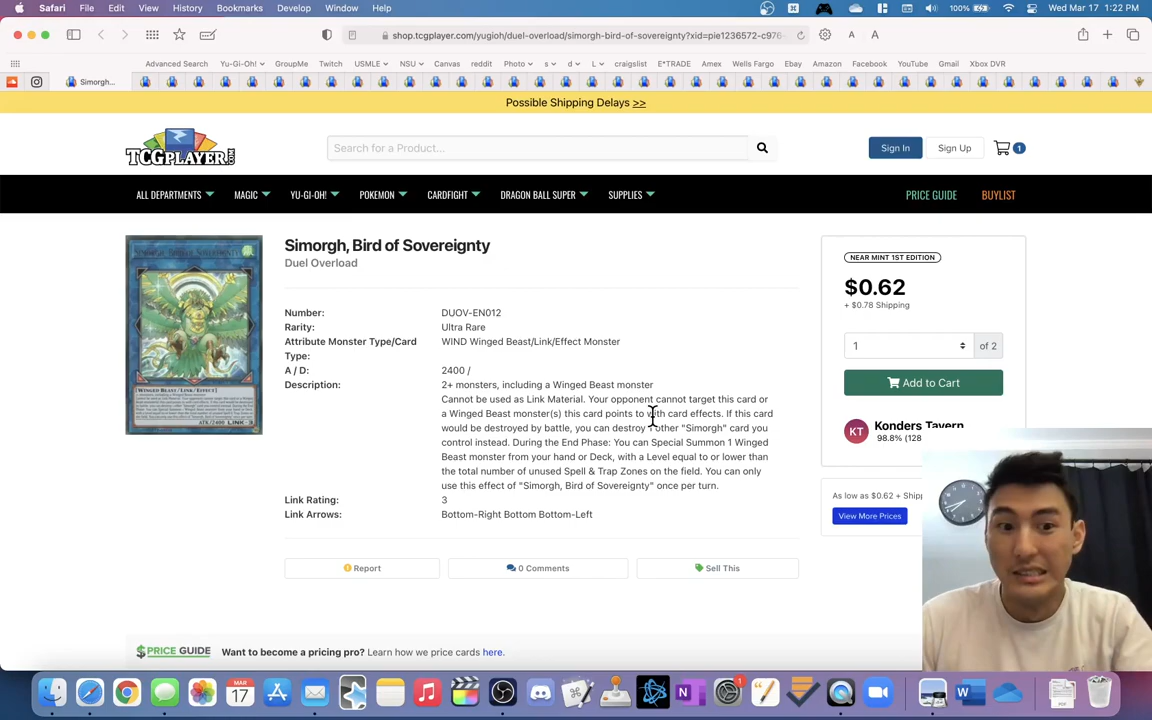 Safari File Edit View History Bookmarks Develop Window Help 100% Wed Mar 17 1:22 PM
shop.tcgplayer.com/yugioh/duel-overload/simorgh-bird-of-sovereignty?xid=pie1236572-c976-
A A
Advanced Search Yu-Gi-Oh! GroupMe Twitch USMLE NSU Canvas reddit Photo s d L craigslist E*TRADE Amex Wells Fargo Ebay Amazon Facebook YouTube Gmail Xbox DVR
Simorgh...
Possible Shipping Delays >>
TCGPLAYER.COM
Search for a Product...
Sign In
Sign Up
1
ALL DEPARTMENTS MAGIC YU-GI-OH! POKEMON CARDFIGHT DRAGON BALL SUPER SUPPLIES PRICE GUIDE BUYLIST
Simorgh, Bird of Sovereignty
Duel Overload
Number: DUOV-EN012
Rarity: Ultra Rare
Attribute Monster Type/Card WIND Winged Beast/Link/Effect Monster
Type:
A / D: 2400 /
Description: 2+ monsters, including a Winged Beast monster
Cannot be used as Link Material. Your opponent cannot target this card or
a Winged Beast monster(s) this card points to with card effects. If this card
would be destroyed by battle, you can destroy 1 other "Simorgh" card you
control instead. During the End Phase: You can Special Summon 1 Winged
Beast monster from your hand or Deck, with a Level equal to or lower than
the total number of unused Spell & Trap Zones on the field. You can only
use this effect of "Simorgh, Bird of Sovereignty" once per turn.
Link Rating: 3
Link Arrows: Bottom-Right Bottom Bottom-Left
Report
0 Comments
Sell This
NEAR MINT 1ST EDITION
$0.62
+ $0.78 Shipping
1 of 2
Add to Cart
KT Konders Tavern
98.8% (128
As low as $0.62 + Ship
View More Prices
PRICE GUIDE Want to become a pricing pro? Learn how we price cards here.
MAR
17
N
1
W